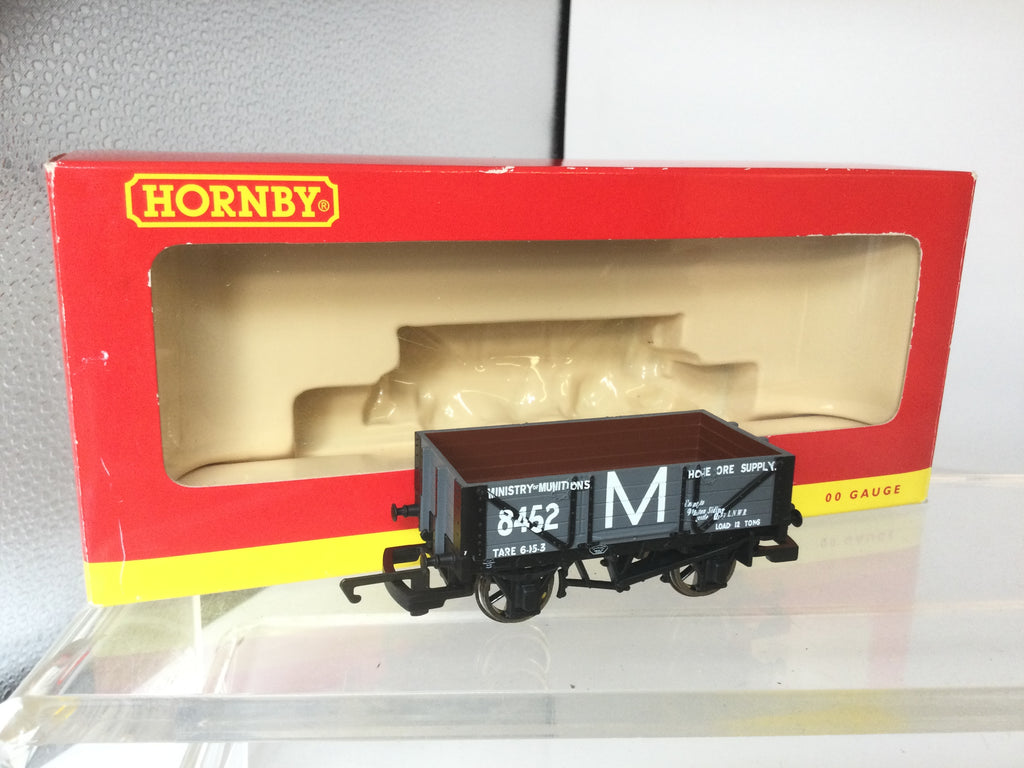 HORNBY®
00 GAUGE
MINISTRY OF MUNITIONS
8452
TARE 6-15-3
M
HOME ORE SUPPLY.
L.N.W.R
LOAD 12 TONS